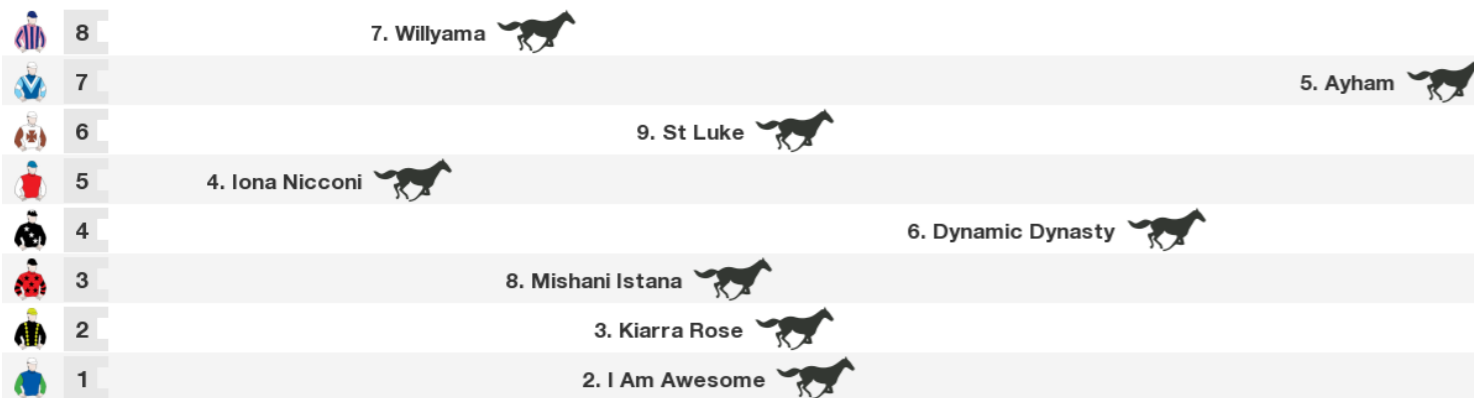 8 7. Willyama
7 5. Ayham
6 9. St Luke
5 4. Iona Nicconi
4 6. Dynamic Dynasty
3 8. Mishani Istana
2 3. Kiarra Rose
1 2. I Am Awesome